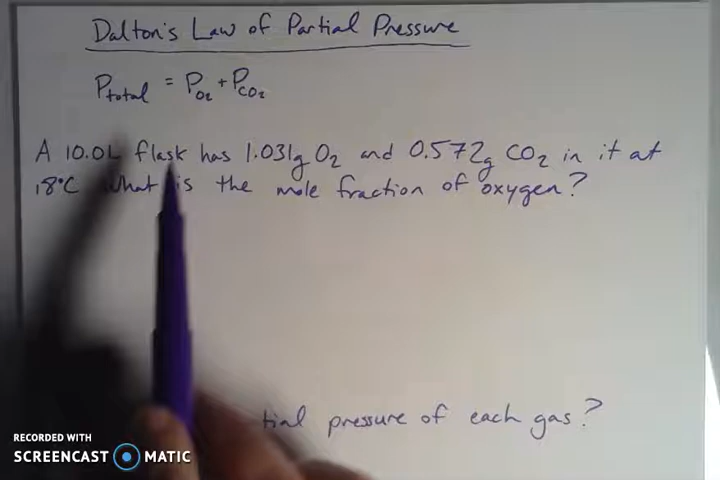 Dalton's Law of Partial Pressure
Ptotal = PO2 + PCO2
A 10.0L flask has 1.031g O2 and 0.572g CO2 in it at
18°C What is the mole fraction of oxygen?
tial pressure of each gas?
RECORDED WITH
SCREENCAST MATIC